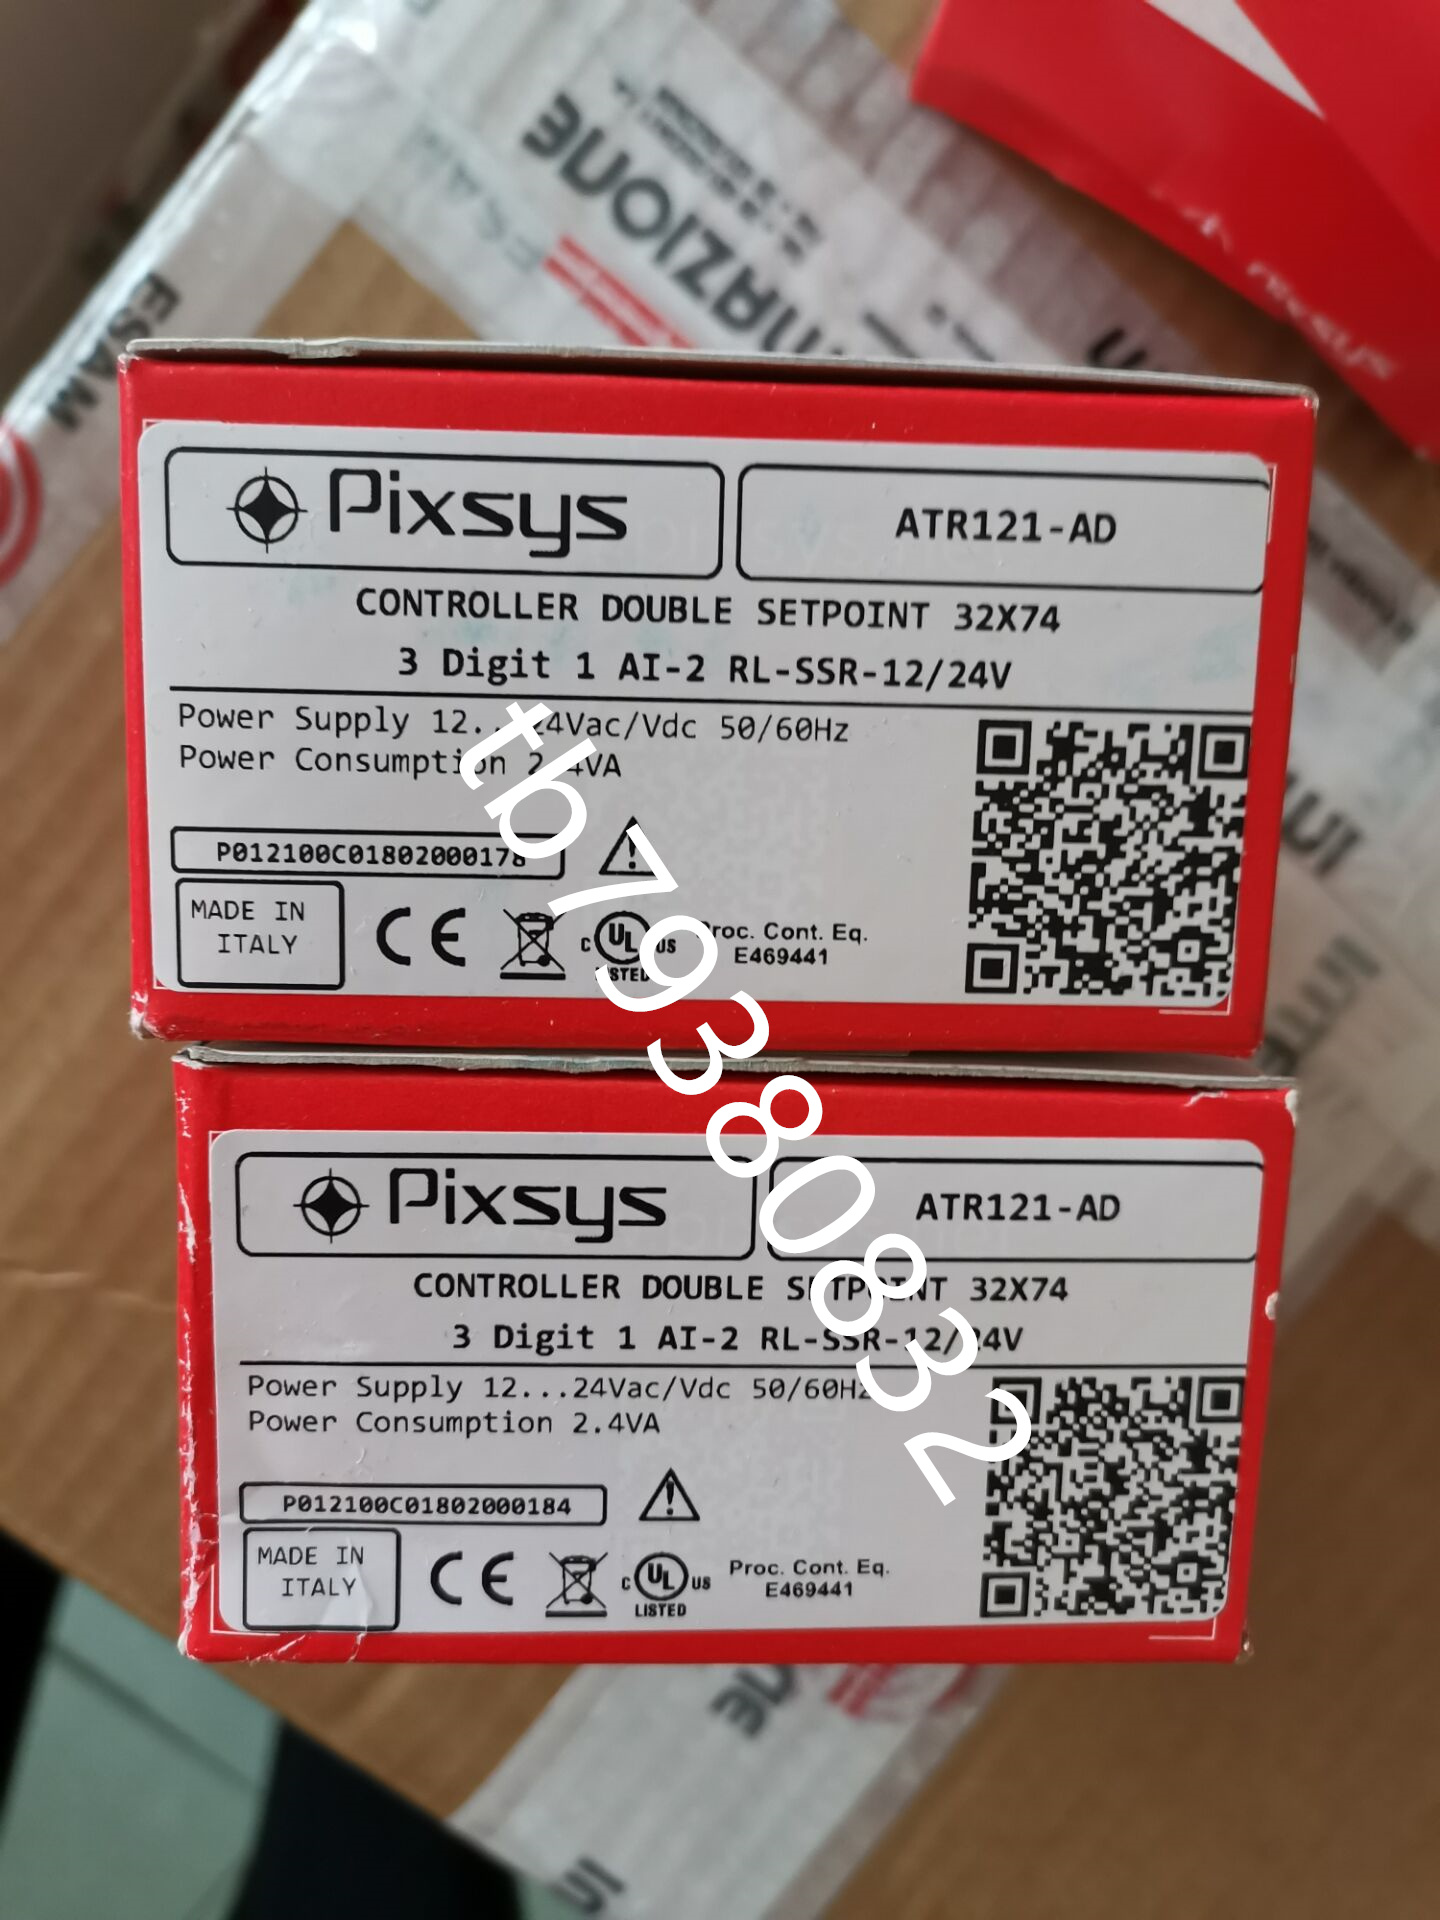 ESAM
Pixsys
ATR121-AD
CONTROLLER DOUBLE SETPOINT 32X74
3 Digit 1 AI-2 RL-SSR-12/24V
Power Supply 12...24Vac/Vdc 50/60Hz
Power Consumption 2.4VA
P012100C01802000178
MADE IN
ITALY
CE
C UL US
LISTED
Proc. Cont. Eq.
E469441
tb79380832
Pixsys
ATR121-AD
CONTROLLER DOUBLE SETPOINT 32X74
3 Digit 1 AI-2 RL-SSR-12/24V
Power Supply 12...24Vac/Vdc 50/60Hz
Power Consumption 2.4VA
P012100C01802000184
MADE IN
ITALY
CE
C UL US
LISTED
Proc. Cont. Eq.
E469441